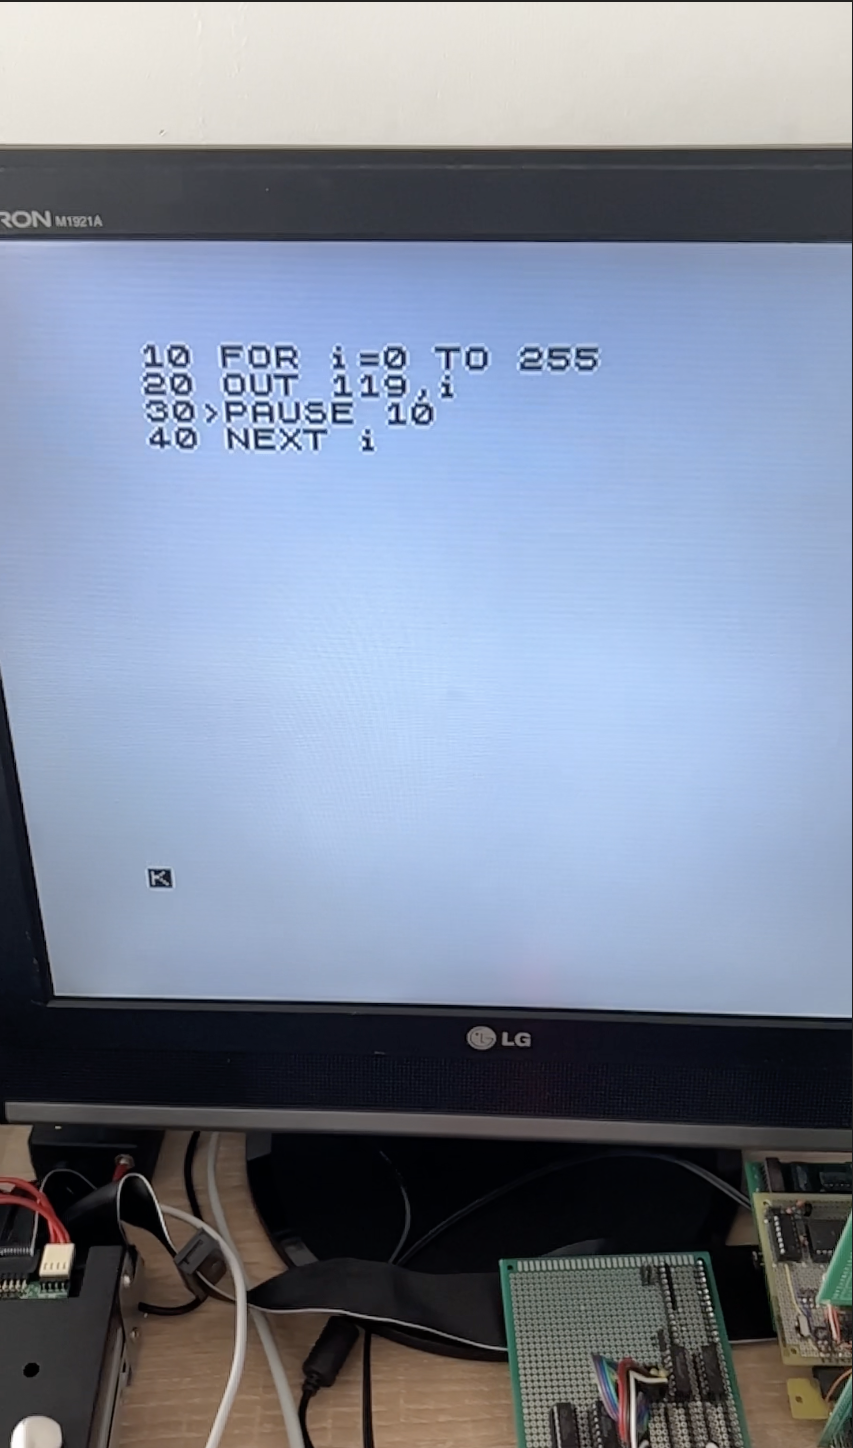 RON M1921A
10 FOR i=0 TO 255
20 OUT 119,i
30>PAUSE 10
40 NEXT i
K
LG